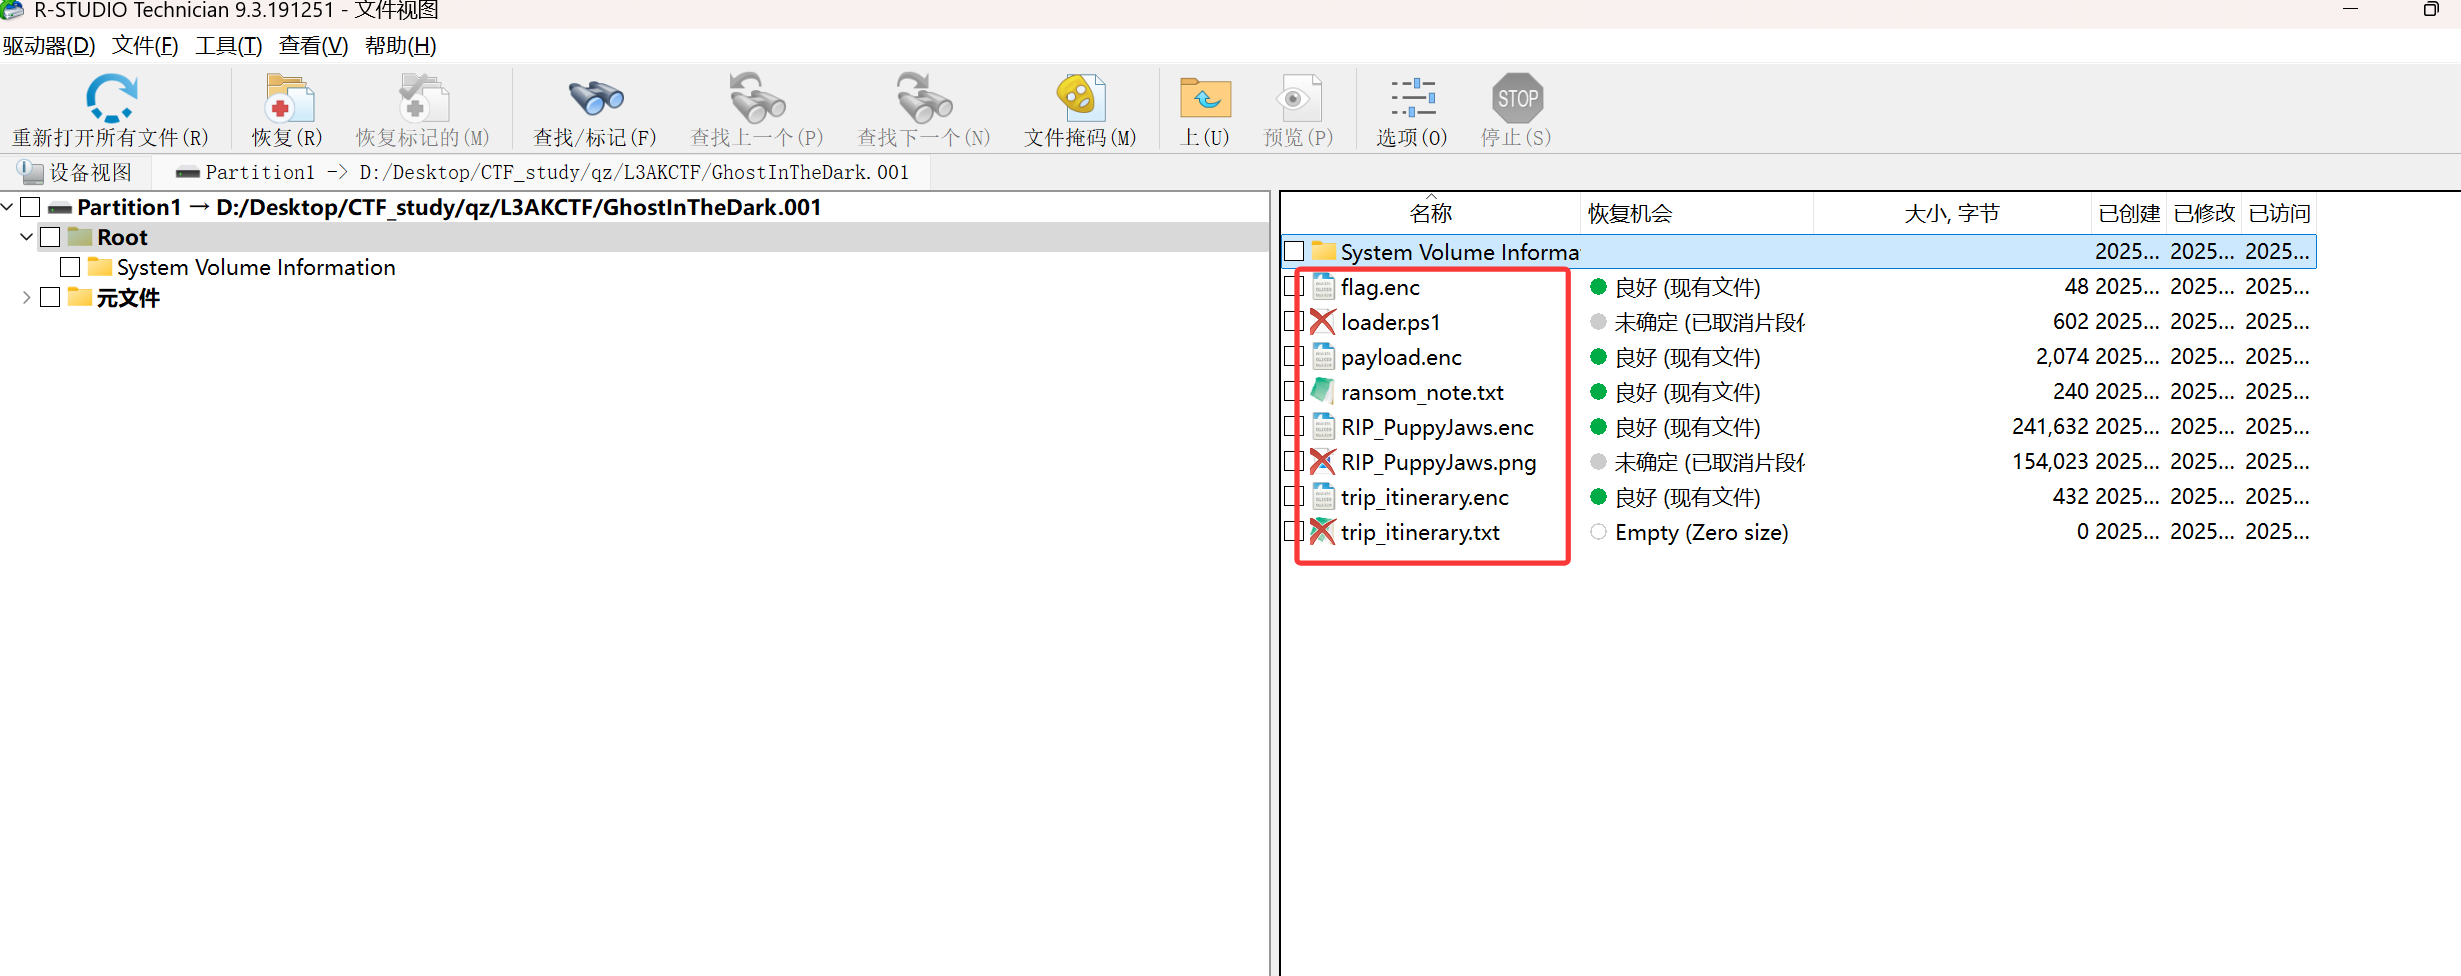 R-STUDIO Technician 9.3.191251 - 文件视图
驱动器(D) 文件(F) 工具(T) 查看(V) 帮助(H)
重新打开所有文件(R) 恢复(R) 恢复标记的(M) 查找/标记(F) 查找上一个(P) 查找下一个(N) 文件掩码(M) 上(U) 预览(P) 选项(O) STOP 停止(S)
设备视图 Partition1 -> D:/Desktop/CTF_study/qz/L3AKCTF/GhostInTheDark.001
Partition1 → D:/Desktop/CTF_study/qz/L3AKCTF/GhostInTheDark.001
Root
System Volume Information
元文件
名称 恢复机会 大小, 字节 已创建 已修改 已访问
System Volume Informa 2025... 2025... 2025...
flag.enc 良好 (现有文件) 48 2025... 2025... 2025...
loader.ps1 未确定 (已取消片段 602 2025... 2025... 2025...
payload.enc 良好 (现有文件) 2,074 2025... 2025... 2025...
ransom_note.txt 良好 (现有文件) 240 2025... 2025... 2025...
RIP_PuppyJaws.enc 良好 (现有文件) 241,632 2025... 2025... 2025...
RIP_PuppyJaws.png 未确定 (已取消片段 154,023 2025... 2025... 2025...
trip_itinerary.enc 良好 (现有文件) 432 2025... 2025... 2025...
trip_itinerary.txt Empty (Zero size) 0 2025... 2025... 2025...